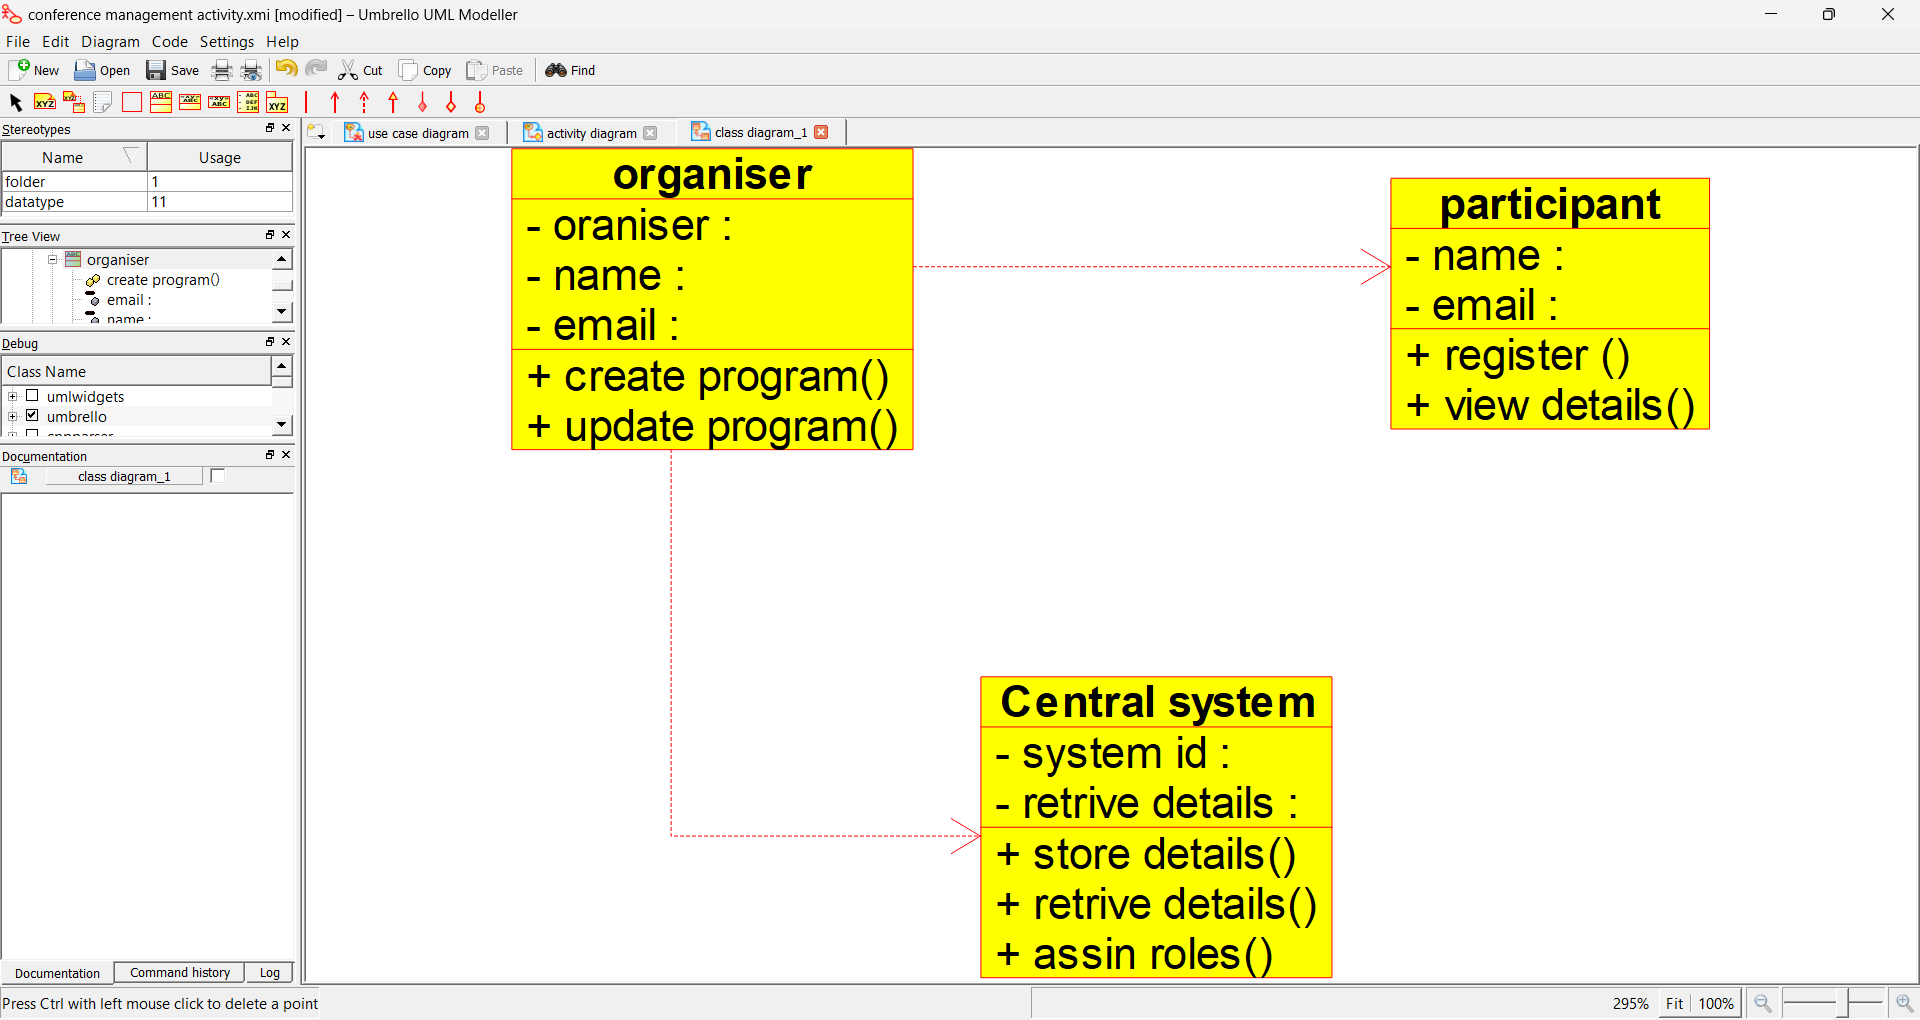 conference management activity.xmi [modified] – Umbrello UML Modeller
File Edit Diagram Code Settings Help
New Open Save Cut Copy Paste Find
Stereotypes
Name Usage
folder 1
datatype 11
Tree View
organiser
create program()
email :
name :
Debug
Class Name
umlwidgets
umbrello
cppparser
Documentation
class diagram_1
Documentation Command history Log
Press Ctrl with left mouse click to delete a point
use case diagram activity diagram class diagram_1
organiser
- oraniser :
- name :
- email :
+ create program()
+ update program()
participant
- name :
- email :
+ register ()
+ view details()
Central system
- system id :
- retrive details :
+ store details()
+ retrive details()
+ assin roles()
295% Fit 100%